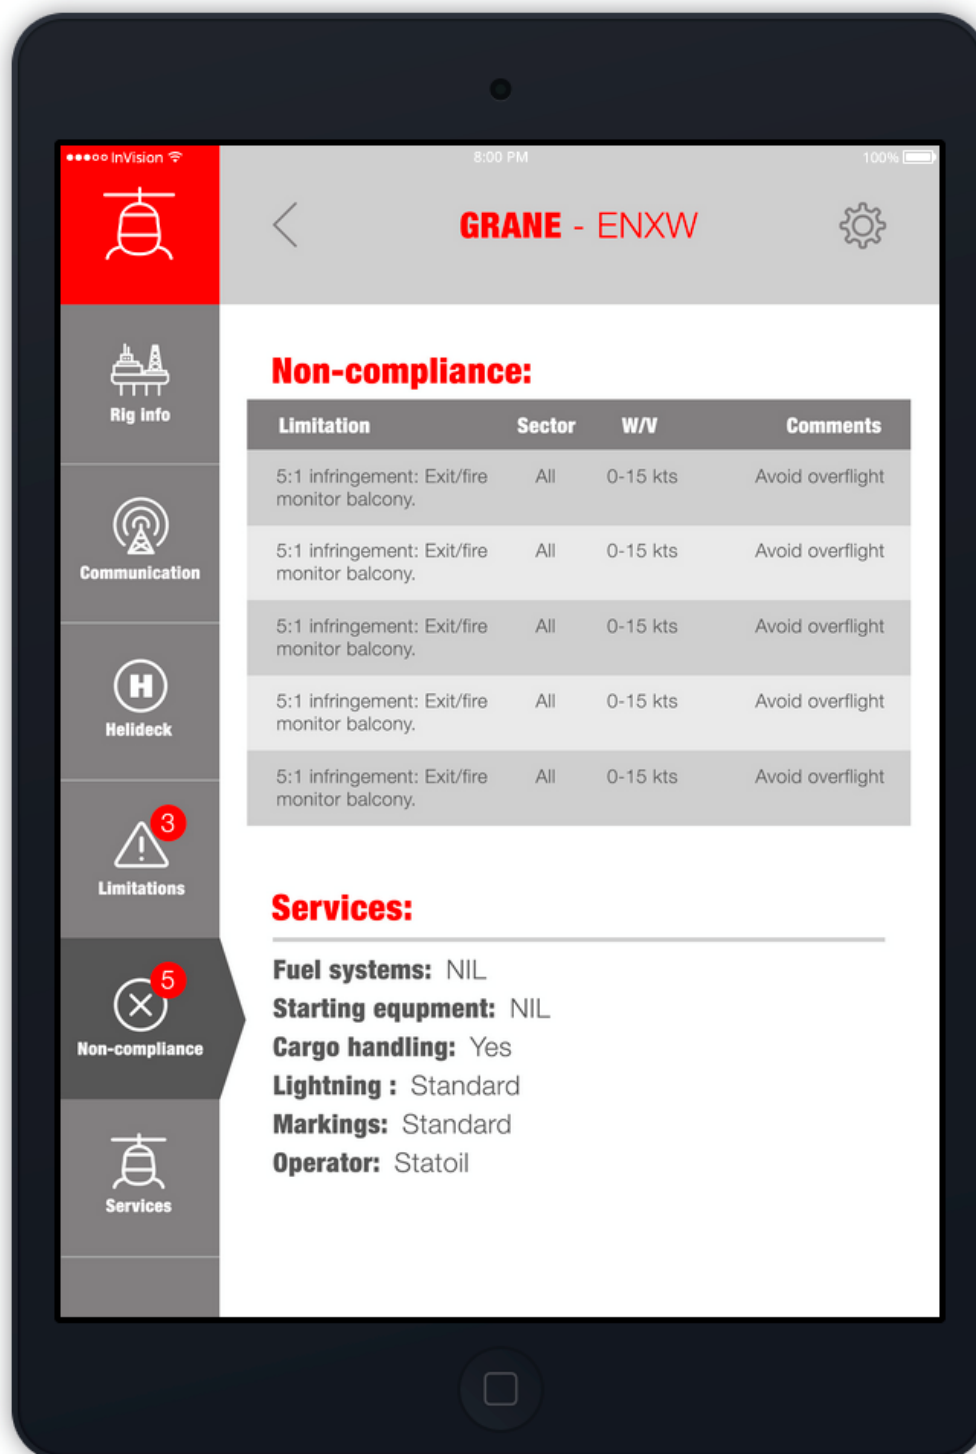 InVision
8:00 PM
100%
GRANE - ENXW
Rig info
Communication
H
Helideck
3
Limitations
5
Non-compliance
Services
Non-compliance:
Limitation Sector W/V Comments
5:1 infringement: Exit/fire All 0-15 kts Avoid overflight
monitor balcony.
5:1 infringement: Exit/fire All 0-15 kts Avoid overflight
monitor balcony.
5:1 infringement: Exit/fire All 0-15 kts Avoid overflight
monitor balcony.
5:1 infringement: Exit/fire All 0-15 kts Avoid overflight
monitor balcony.
5:1 infringement: Exit/fire All 0-15 kts Avoid overflight
monitor balcony.
Services:
Fuel systems: NIL
Starting equpment: NIL
Cargo handling: Yes
Lightning : Standard
Markings: Standard
Operator: Statoil